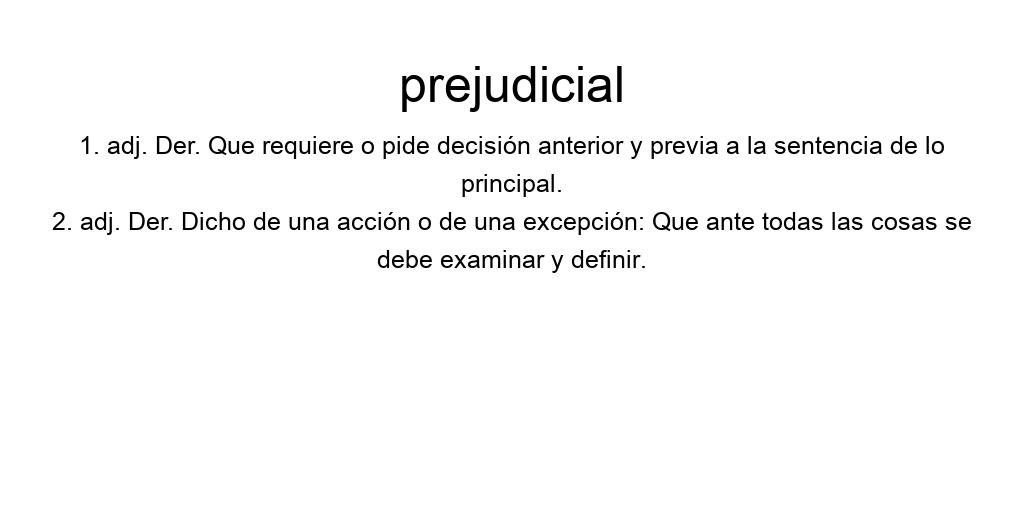 prejudicial
1. adj. Der. Que requiere o pide decisión anterior y previa a la sentencia de lo
principal.
2. adj. Der. Dicho de una acción o de una excepción: Que ante todas las cosas se
debe examinar y definir.